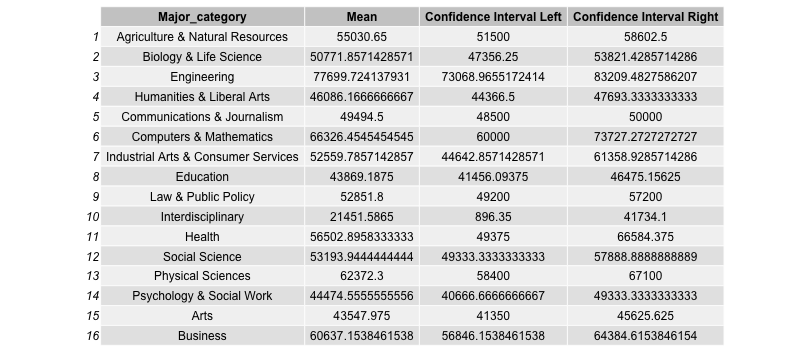 Major_category Mean Confidence Interval Left Confidence Interval Right
1 Agriculture & Natural Resources 55030.65 51500 58602.5
2 Biology & Life Science 50771.8571428571 47356.25 53821.4285714286
3 Engineering 77699.724137931 73068.9655172414 83209.4827586207
4 Humanities & Liberal Arts 46086.1666666667 44366.5 47693.3333333333
5 Communications & Journalism 49494.5 48500 50000
6 Computers & Mathematics 66326.4545454545 60000 73727.2727272727
7 Industrial Arts & Consumer Services 52559.7857142857 44642.8571428571 61358.9285714286
8 Education 43869.1875 41456.09375 46475.15625
9 Law & Public Policy 52851.8 49200 57200
10 Interdisciplinary 21451.5865 896.35 41734.1
11 Health 56502.8958333333 49375 66584.375
12 Social Science 53193.9444444444 49333.3333333333 57888.8888888889
13 Physical Sciences 62372.3 58400 67100
14 Psychology & Social Work 44474.5555555556 40666.6666666667 49333.3333333333
15 Arts 43547.975 41350 45625.625
16 Business 60637.1538461538 56846.1538461538 64384.6153846154